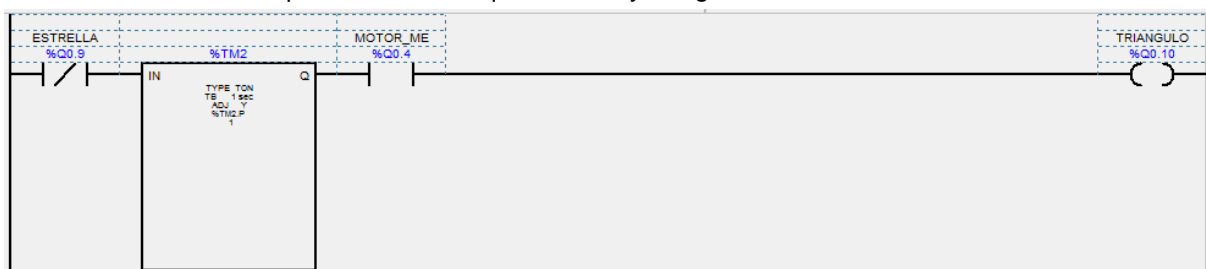 ESTRELLA
%Q0.9
%TM2
MOTOR_ME
%Q0.4
TRIANGULO
%Q0.10
IN
Q
TYPE TON
TB 1 sec
ADJ Y
%TM2.P
1